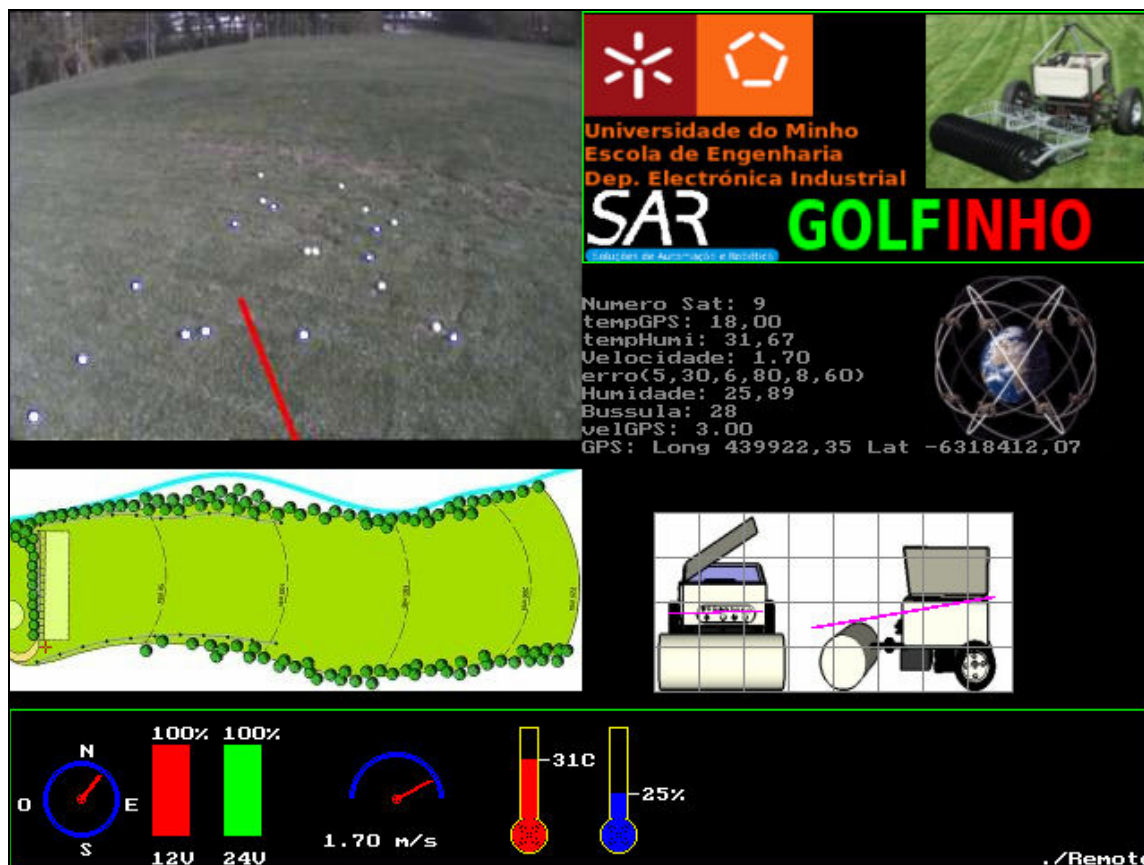 Universidade do Minho
Escola de Engenharia
Dep. Electrónica Industrial
SAR
Soluções de Automação e Robótica
GOLFINHO
Numero Sat: 9
tempGPS: 18,00
tempHumi: 31,67
Velocidade: 1.70
erro(5,30,6,80,8,60)
Humidade: 25,89
Bussula: 28
velGPS: 3.00
GPS: Long 439922,35 Lat -6318412,07
100% 100%
N
31C
O E
25%
S
1.70 m/s
12V 24V
./Remot